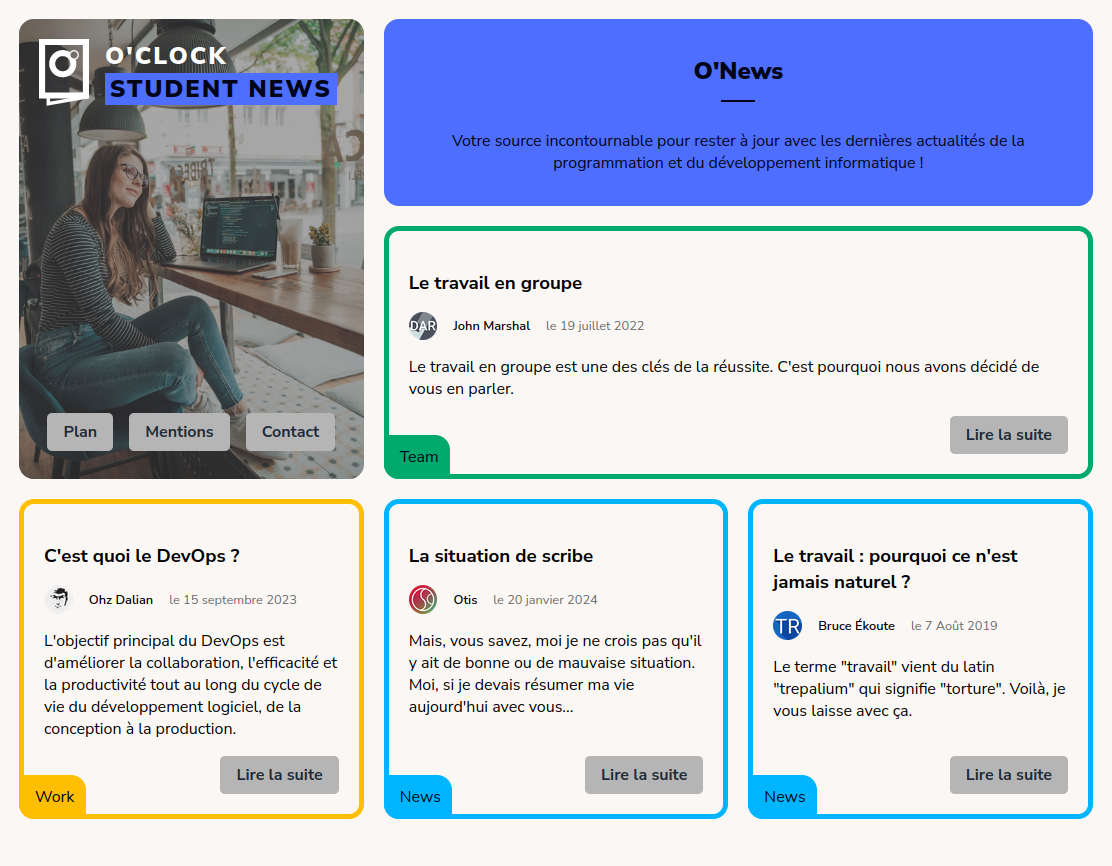 O'CLOCK
STUDENT NEWS
Plan
Mentions
Contact
O'News
Votre source incontournable pour rester à jour avec les dernières actualités de la
programmation et du développement informatique !
Le travail en groupe
DAR
John Marshal le 19 juillet 2022
Le travail en groupe est une des clés de la réussite. C'est pourquoi nous avons décidé de
vous en parler.
Lire la suite
Team
C'est quoi le DevOps ?
Ohz Dalian le 15 septembre 2023
L'objectif principal du DevOps est
d'améliorer la collaboration, l'efficacité et
la productivité tout au long du cycle de
vie du développement logiciel, de la
conception à la production.
Lire la suite
Work
La situation de scribe
Otis le 20 janvier 2024
Mais, vous savez, moi je ne crois pas qu'il
y ait de bonne ou de mauvaise situation.
Moi, si je devais résumer ma vie
aujourd'hui avec vous...
Lire la suite
News
Le travail : pourquoi ce n'est
jamais naturel ?
TR
Bruce Ékoute le 7 Août 2019
Le terme "travail" vient du latin
"trepalium" qui signifie "torture". Voilà, je
vous laisse avec ça.
Lire la suite
News